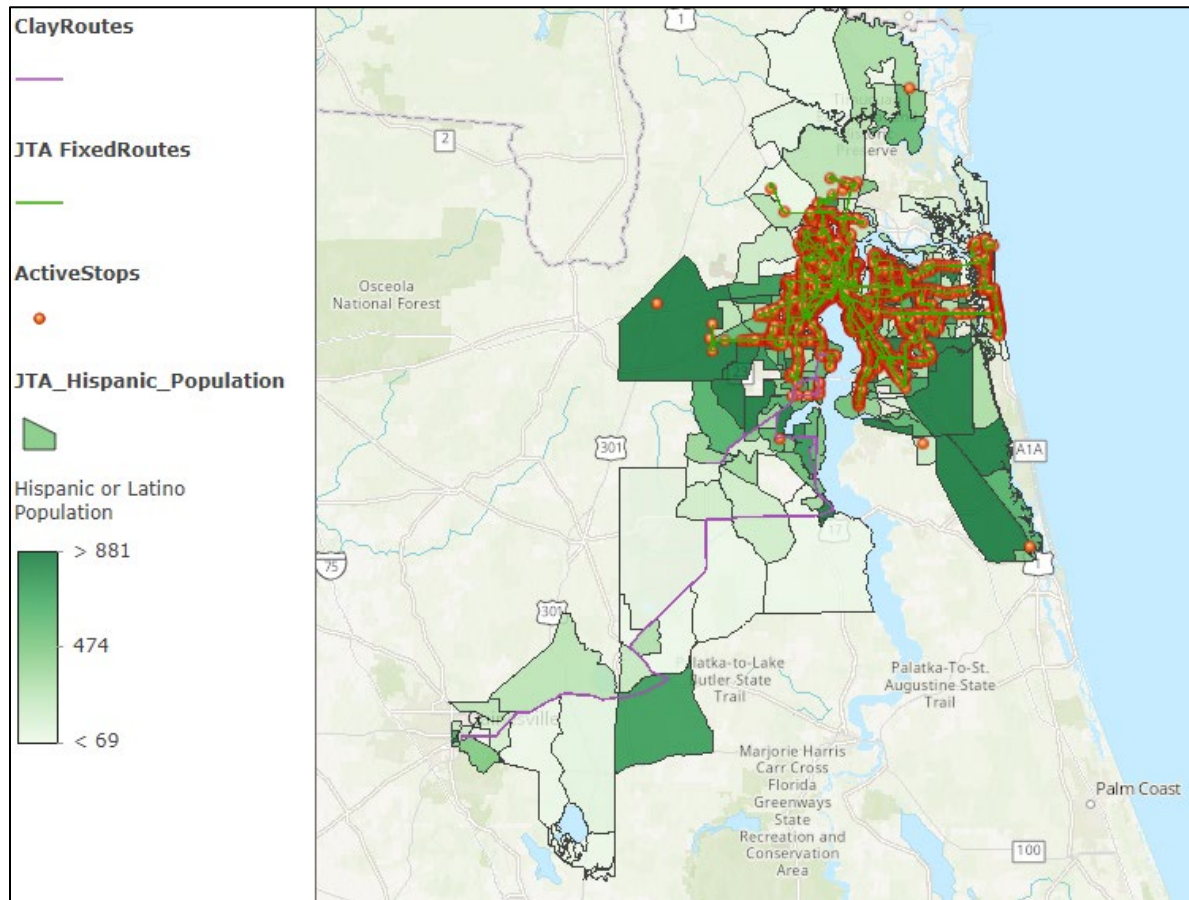 ClayRoutes
JTA FixedRoutes
ActiveStops
JTA_Hispanic_Population
Hispanic or Latino
Population
> 881
474
< 69
1
2
Preserve
Osceola
National Forest
301
A1A
17
1
75
301
Palatka-to-Lake
Butler State
Trail
Palatka-To-St.
Augustine State
Trail
Gainesville
Marjorie Harris
Carr Cross
Florida
Greenways
State
Recreation and
Conservation
Area
Palm Coast
100